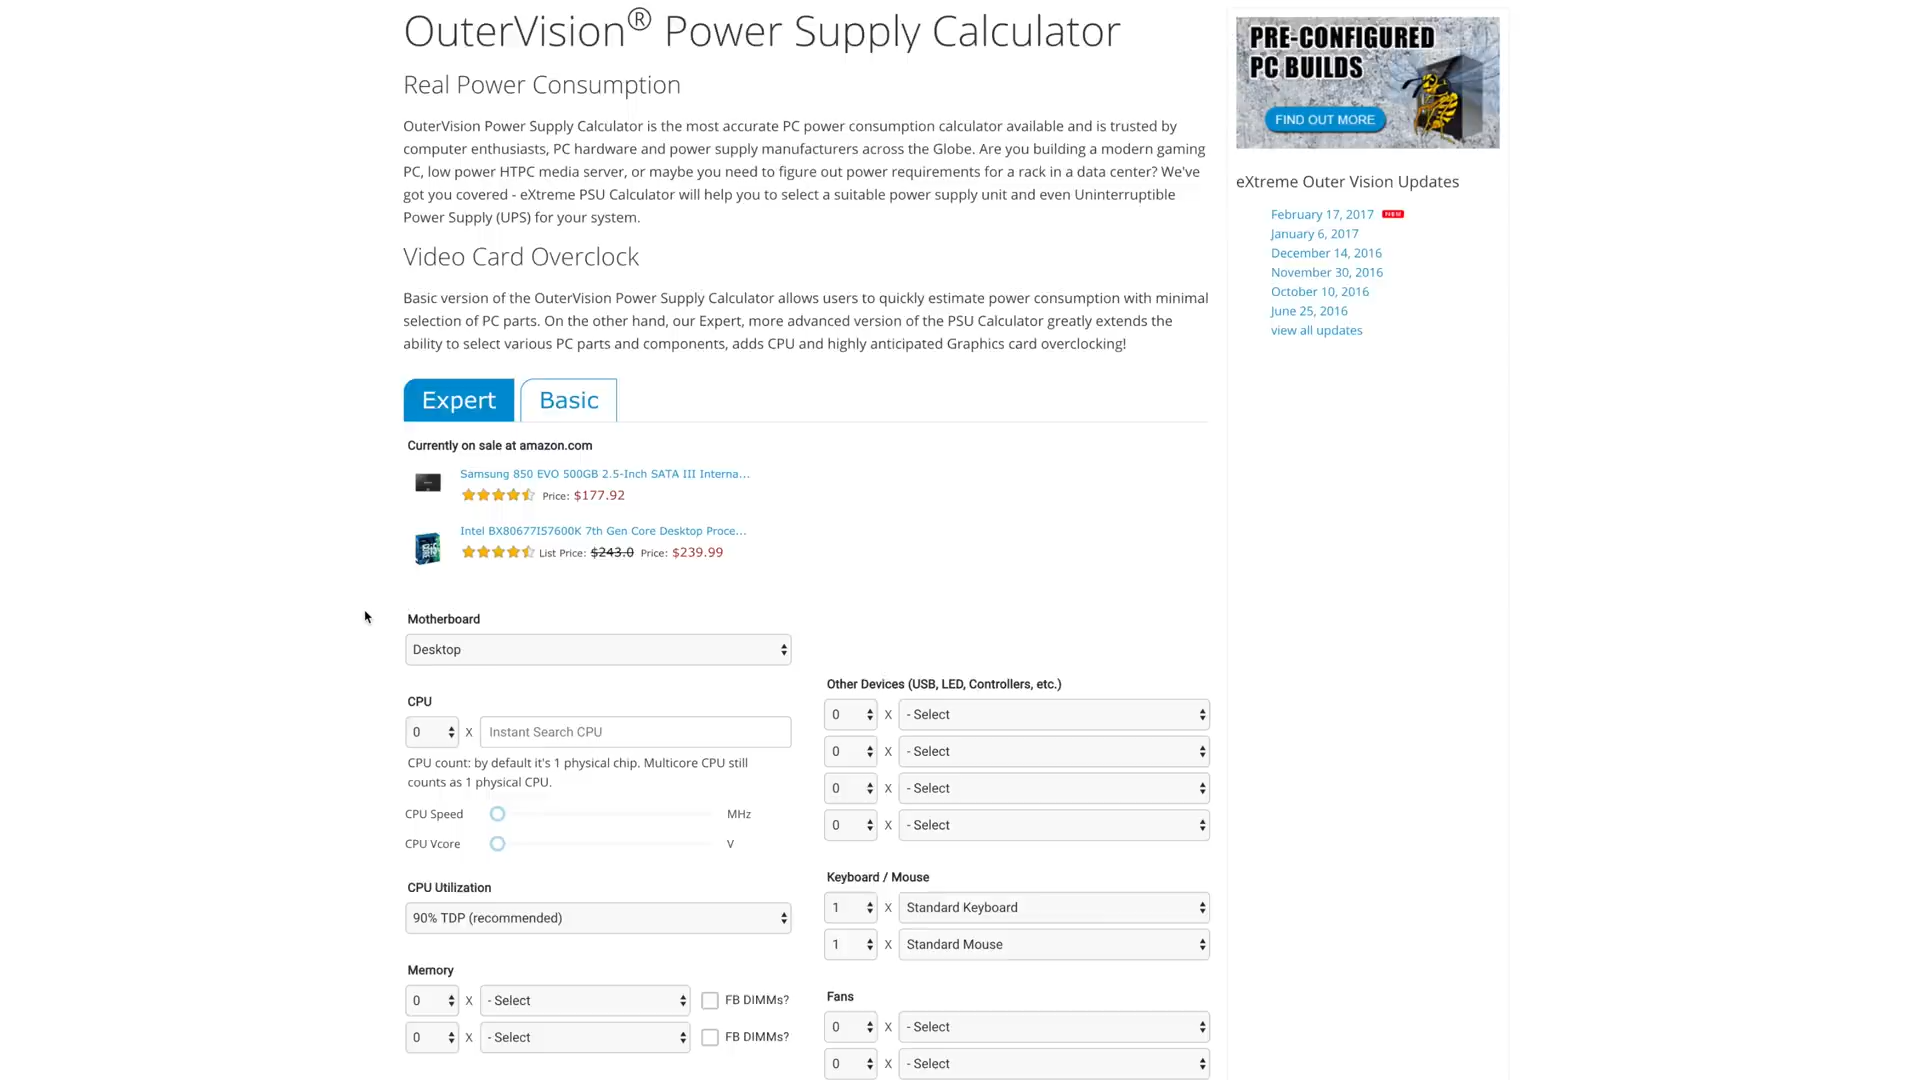 OuterVision® Power Supply Calculator
Real Power Consumption
OuterVision Power Supply Calculator is the most accurate PC power consumption calculator available and is trusted by
computer enthusiasts, PC hardware and power supply manufacturers across the Globe. Are you building a modern gaming
PC, low power HTPC media server, or maybe you need to figure out power requirements for a rack in a data center? We've
got you covered - eXtreme PSU Calculator will help you to select a suitable power supply unit and even Uninterruptible
Power Supply (UPS) for your system.
Video Card Overclock
Basic version of the OuterVision Power Supply Calculator allows users to quickly estimate power consumption with minimal
selection of PC parts. On the other hand, our Expert, more advanced version of the PSU Calculator greatly extends the
ability to select various PC parts and components, adds CPU and highly anticipated Graphics card overclocking!
Expert Basic
Currently on sale at amazon.com
Samsung 850 EVO 500GB 2.5-Inch SATA III Interna...
Price: $177.92
Intel BX80677I57600K 7th Gen Core Desktop Proce...
List Price: $243.0 Price: $239.99
Motherboard
Desktop
CPU
0 X Instant Search CPU
CPU count: by default it's 1 physical chip. Multicore CPU still
counts as 1 physical CPU.
CPU Speed MHz
CPU Vcore V
CPU Utilization
90% TDP (recommended)
Memory
0 X - Select FB DIMMs?
0 X - Select FB DIMMs?
Other Devices (USB, LED, Controllers, etc.)
0 X - Select
0 X - Select
0 X - Select
0 X - Select
Keyboard / Mouse
1 X Standard Keyboard
1 X Standard Mouse
Fans
0 X - Select
0 X - Select
PRE-CONFIGURED
PC BUILDS
FIND OUT MORE
eXtreme Outer Vision Updates
February 17, 2017 NEW
January 6, 2017
December 14, 2016
November 30, 2016
October 10, 2016
June 25, 2016
view all updates